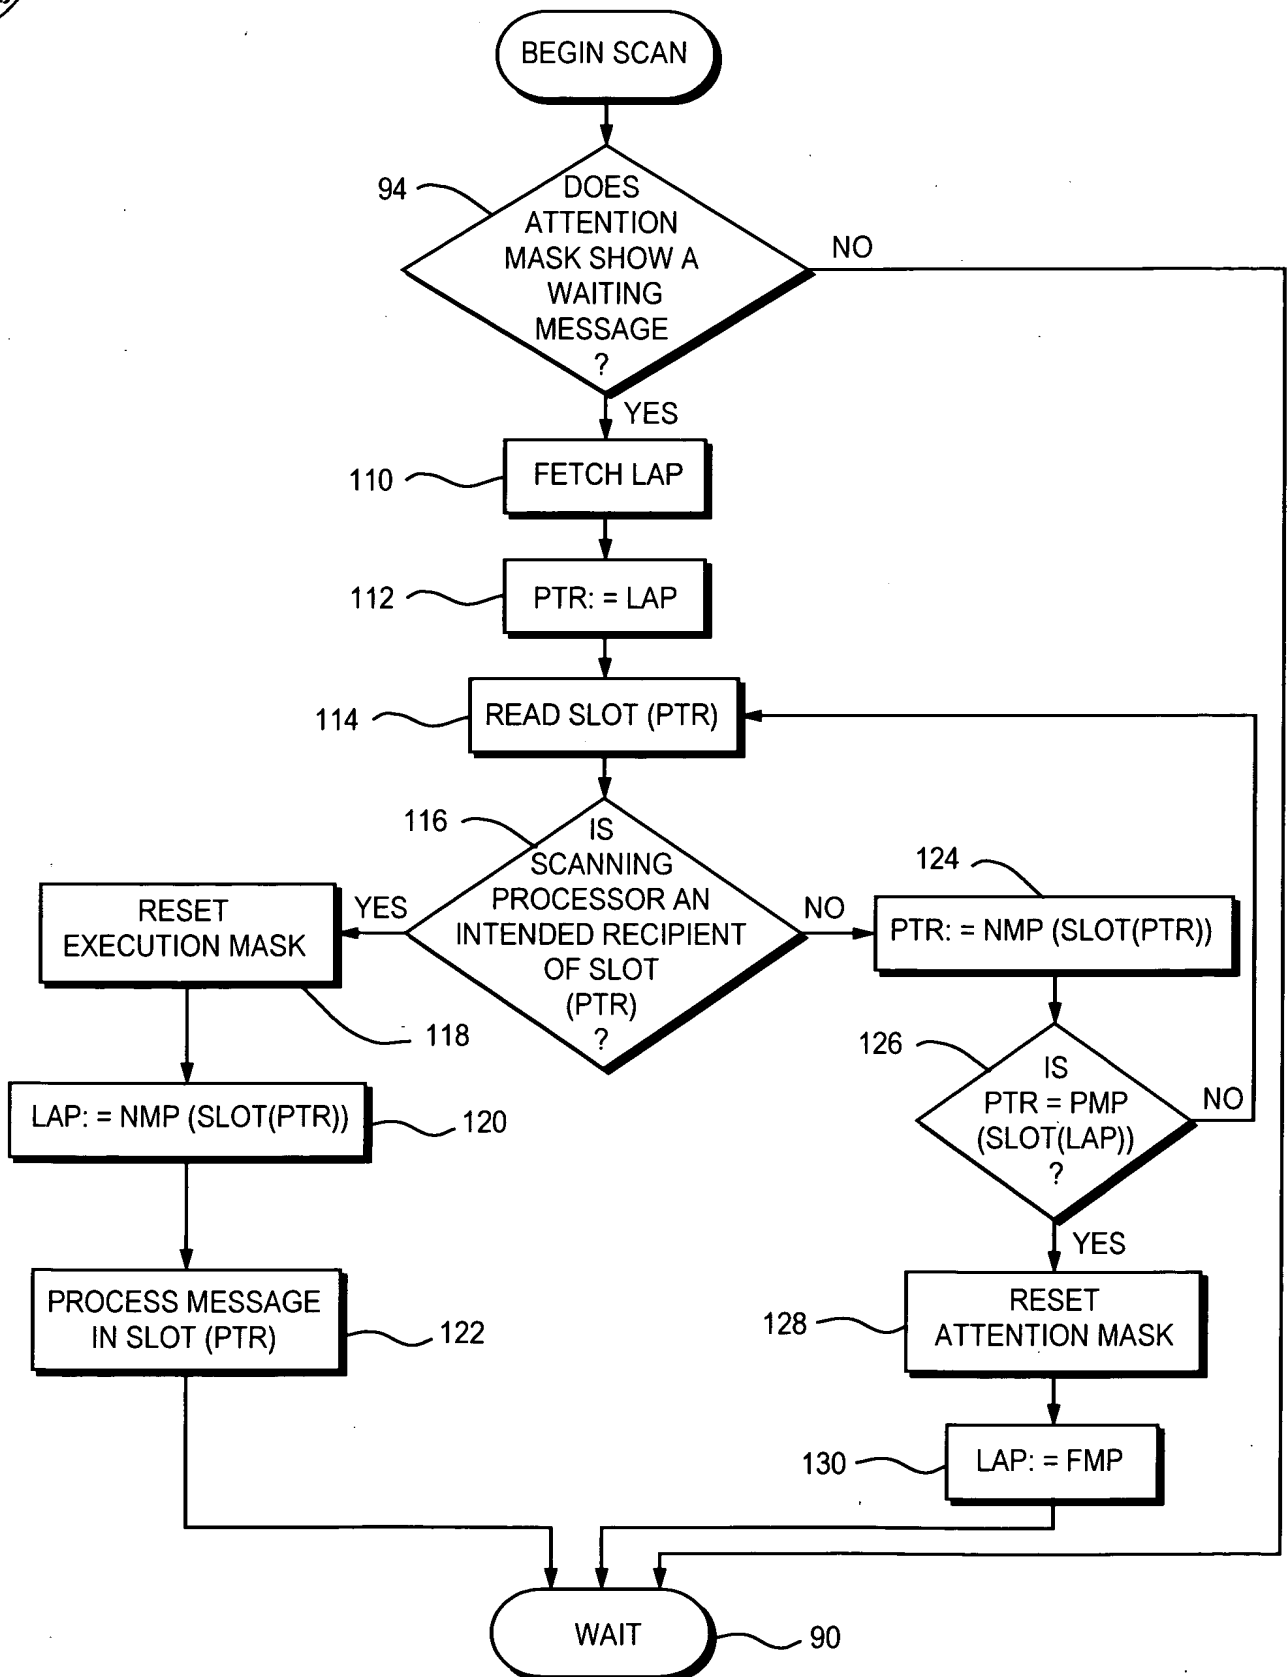 BEGIN SCAN
94
DOES
ATTENTION
MASK SHOW A
WAITING
MESSAGE
?
NO
YES
110
FETCH LAP
112
PTR: = LAP
114
READ SLOT (PTR)
116
IS
SCANNING
PROCESSOR AN
INTENDED RECIPIENT
OF SLOT
(PTR)
?
YES
NO
RESET
EXECUTION MASK
118
LAP: = NMP (SLOT(PTR))
120
PROCESS MESSAGE
IN SLOT (PTR)
122
124
PTR: = NMP (SLOT(PTR))
126
IS
PTR = PMP
(SLOT(LAP))
?
NO
YES
128
RESET
ATTENTION MASK
130
LAP: = FMP
WAIT
90